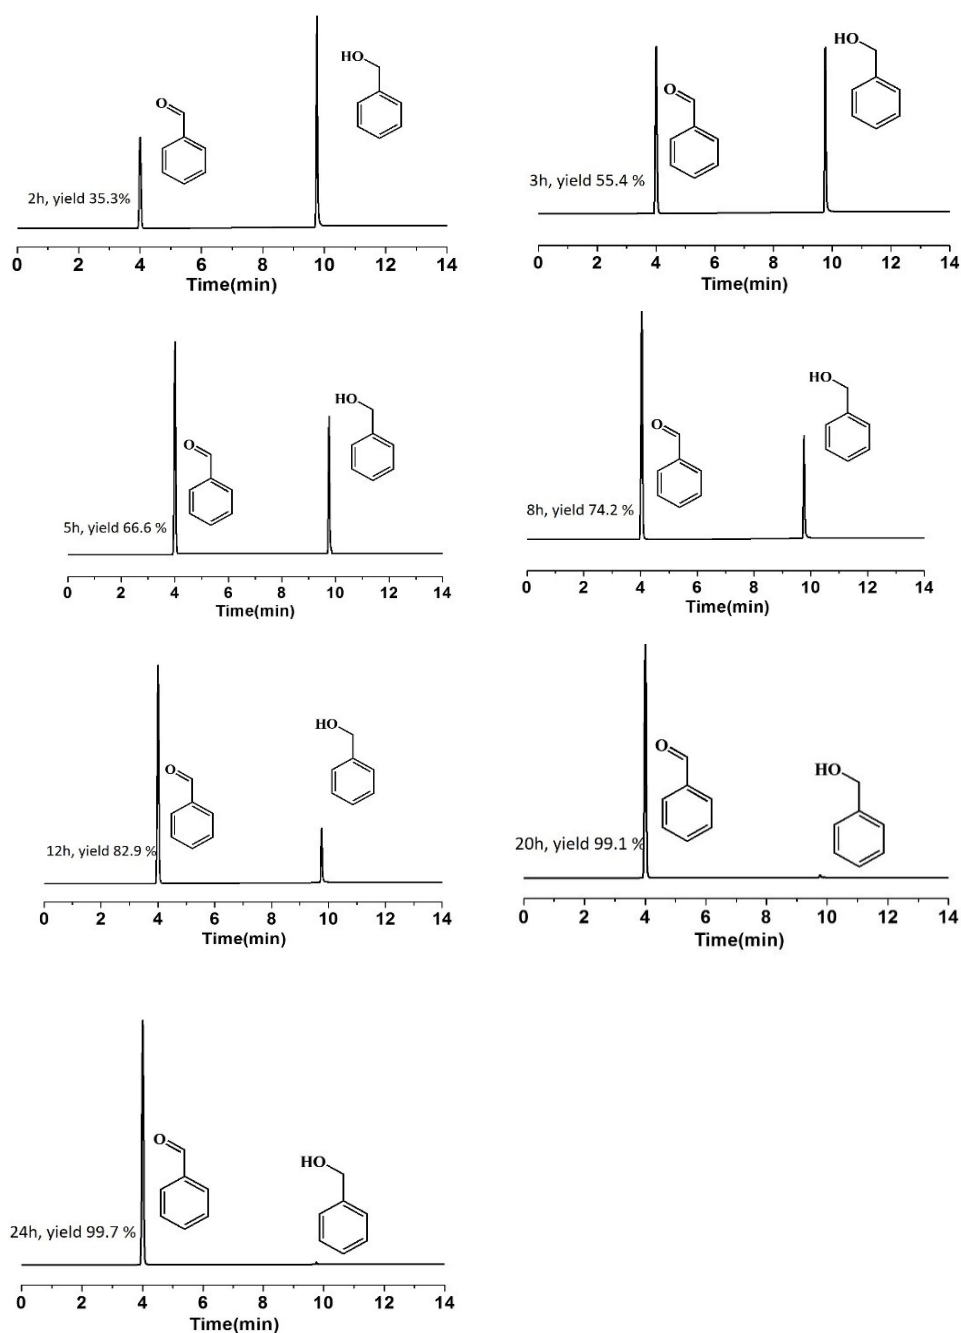 O
HO
2h, yield 35.3%
0 2 4 6 8 10 12 14
Time(min)
O
HO
3h, yield 55.4 %
0 2 4 6 8 10 12 14
Time(min)
O
HO
5h, yield 66.6 %
0 2 4 6 8 10 12 14
Time(min)
O
HO
8h, yield 74.2 %
0 2 4 6 8 10 12 14
Time(min)
O
HO
12h, yield 82.9 %
0 2 4 6 8 10 12 14
Time(min)
O
HO
20h, yield 99.1 %
0 2 4 6 8 10 12 14
Time(min)
O
HO
24h, yield 99.7 %
0 2 4 6 8 10 12 14
Time(min)